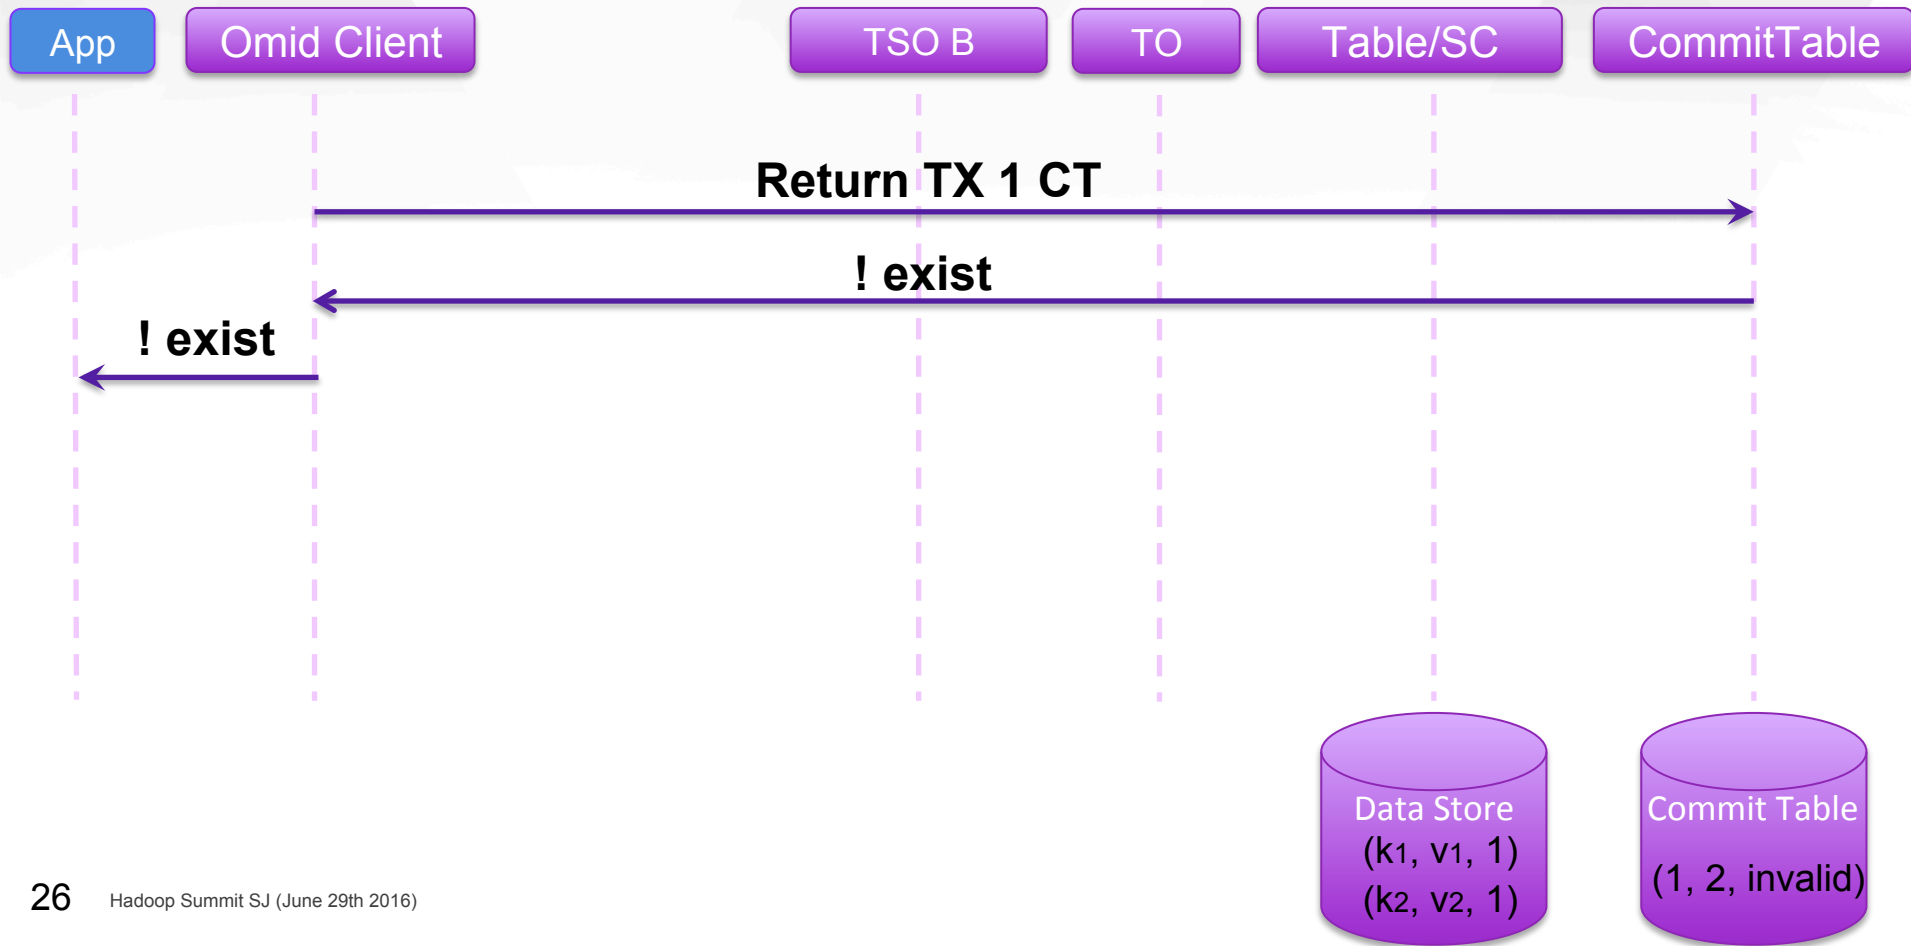 App
Omid Client
TSO B
TO
Table/SC
CommitTable
Return TX 1 CT
! exist
! exist
Data Store
(k1, v1, 1)
(k2, v2, 1)
Commit Table
(1, 2, invalid)
26
Hadoop Summit SJ (June 29th 2016)